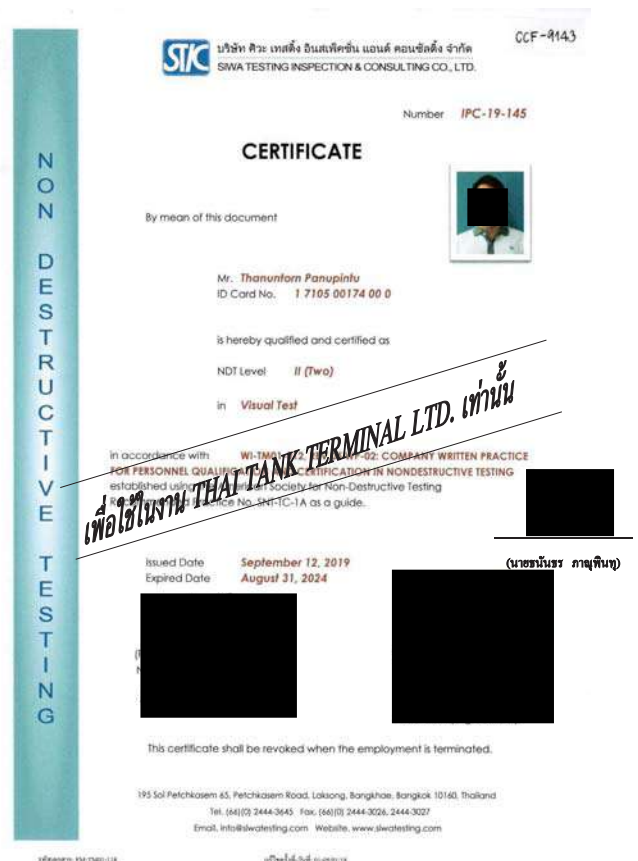 CCF-9143
STIC
บริษัท ศิวะ เทสติ้ง อินสเพ็คชั่น แอนด์ คอนซัลติ้ง จำกัด
SIWA TESTING INSPECTION & CONSULTING CO., LTD.
Number IPC-19-145
CERTIFICATE
NON DESTRUCTIVE TESTING
By mean of this document
Mr. Thanuntorn Panupintu
ID Card No. 1 7105 00174 00 0
is hereby qualified and certified as
NDT Level II (Two)
in Visual Test
in accordance with COMPANY WRITTEN PRACTICE
FOR PERSONNEL CERTIFICATION IN NONDESTRUCTIVE TESTING
established using Society for Non-Destructive Testing
Practice No. SNT-TC-1A as a guide.
เพื่อใช้ในงาน THAI TANK TERMINAL LTD. เท่านั้น
(นายธนันธร ภาณุพินทุ)
Issued Date September 12, 2019
Expired Date August 31, 2024
This certificate shall be revoked when the employment is terminated.
195 Soi Petchkasem 65, Petchkasem Road, Laksong, Bangkhae, Bangkok 10160, Thailand
Tel. (66)(0) 2444-3645 Fax. (66)(0) 2444-3026, 2444-3027
Email. info@siwatesting.com Website. www.siwatesting.com